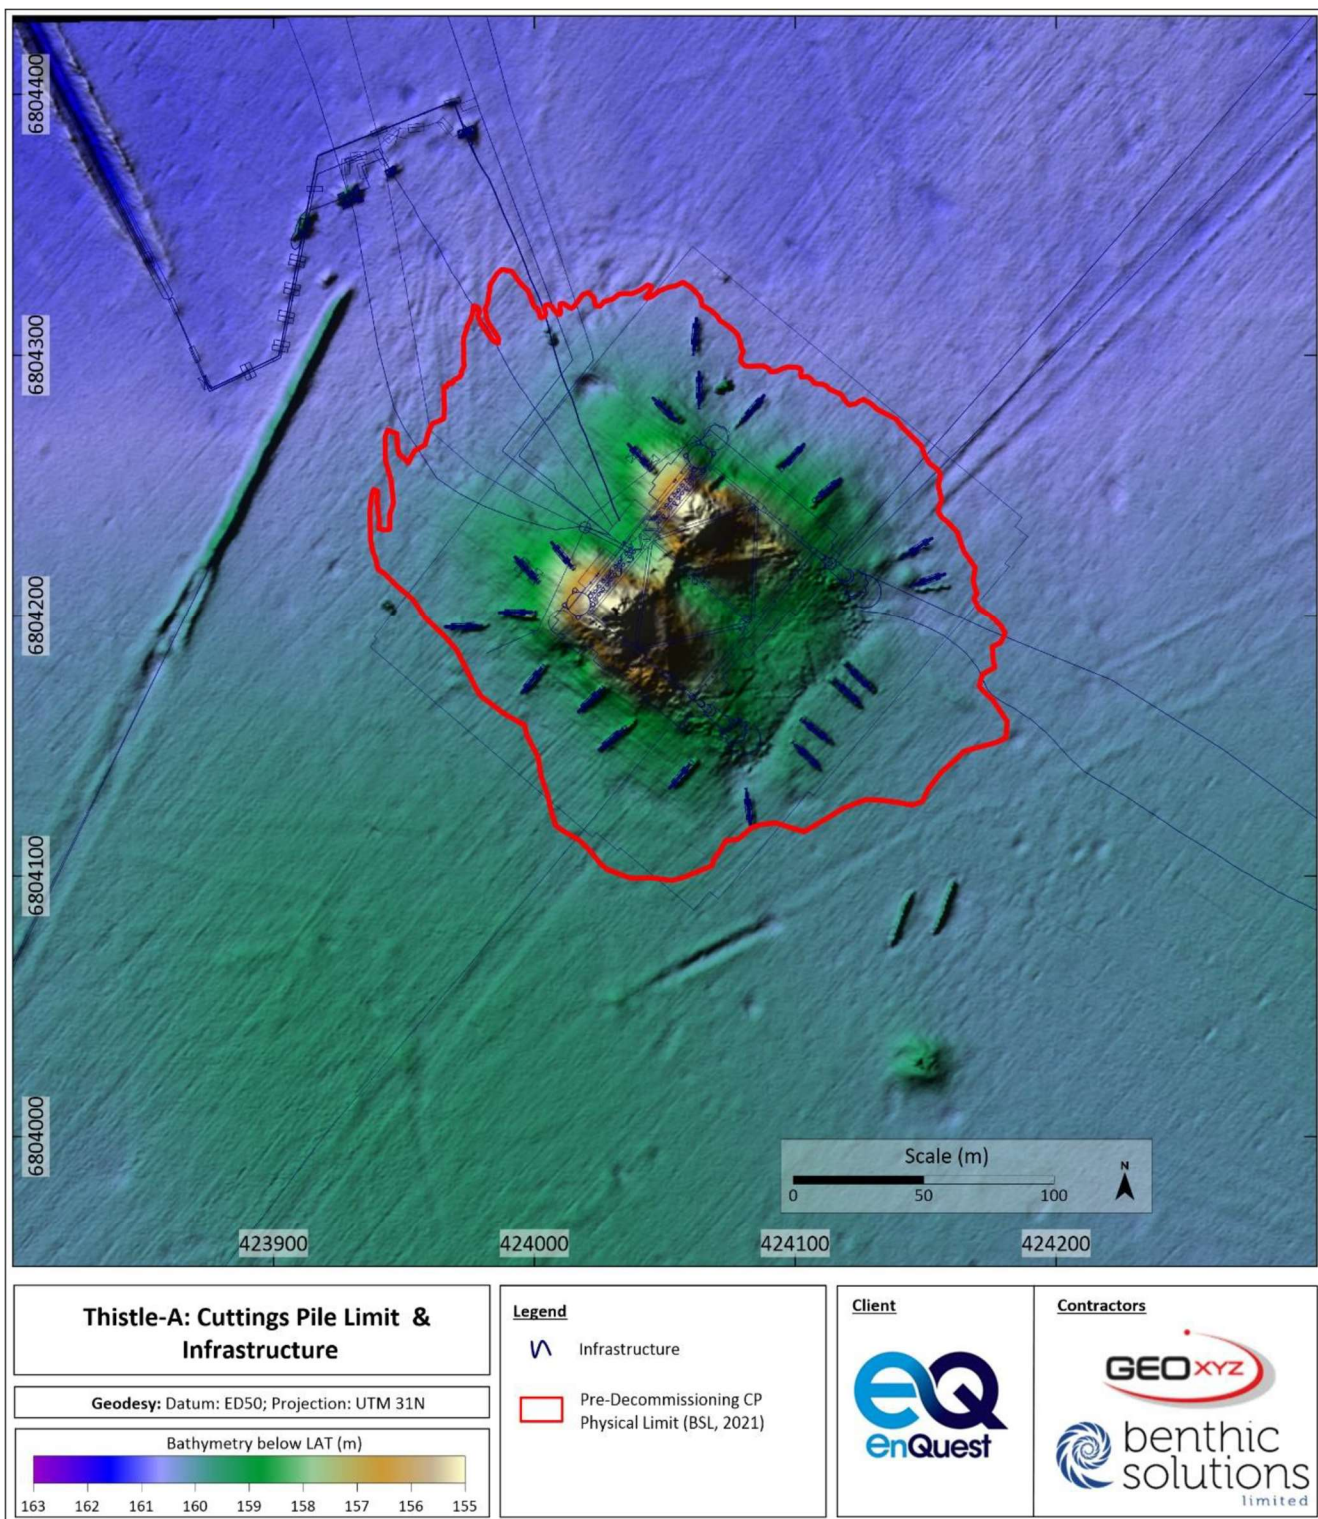 6804400
6804300
6804200
6804100
6804000
Scale (m)
0 50 100
N
423900 424000 424100 424200
Thistle-A: Cuttings Pile Limit &
Infrastructure
Geodesy: Datum: ED50; Projection: UTM 31N
Bathymetry below LAT (m)
163 162 161 160 159 158 157 156 155
Legend
Infrastructure
Pre-Decommissioning CP
Physical Limit (BSL, 2021)
Client
EQ
enQuest
Contractors
GEOXYZ
benthic
solutions
limited